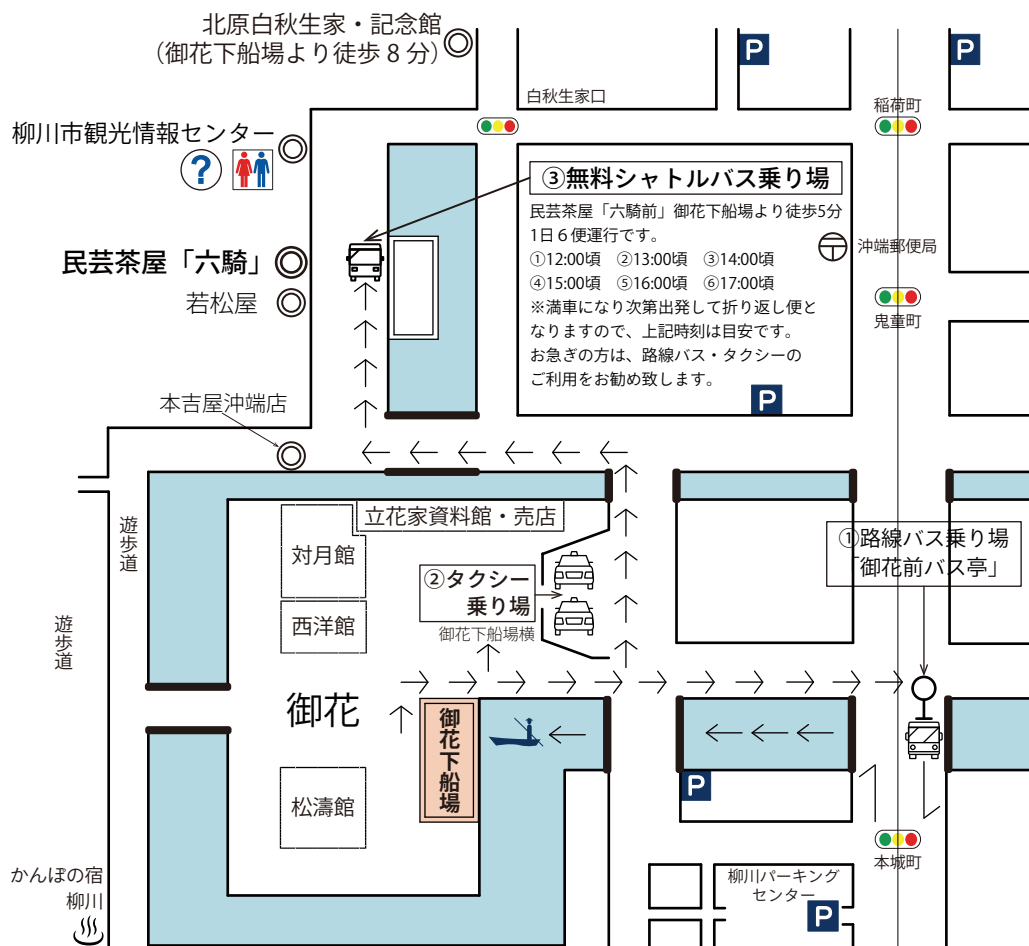 北原白秋生家・記念館
（御花下船場より徒歩８分）
白秋生家口
P
P
稲荷町
柳川市観光情報センター
?
③無料シャトルバス乗り場
民芸茶屋「六騎前」御花下船場より徒歩5分
1日６便運行です。
①12:00頃　②13:00頃　③14:00頃
④15:00頃　⑤16:00頃　⑥17:00頃
※満車になり次第出発して折り返し便と
なりますので、上記時刻は目安です。
お急ぎの方は、路線バス・タクシーの
ご利用をお勧め致します。
P
沖端郵便局
鬼童町
民芸茶屋「六騎」
若松屋
本吉屋沖端店
遊歩道
遊歩道
立花家資料館・売店
対月館
西洋館
②タクシー
乗り場
御花下船場横
①路線バス乗り場
「御花前バス亭」
御花
御花下船場
松濤館
P
本城町
柳川パーキング
センター
P
かんぽの宿
柳川